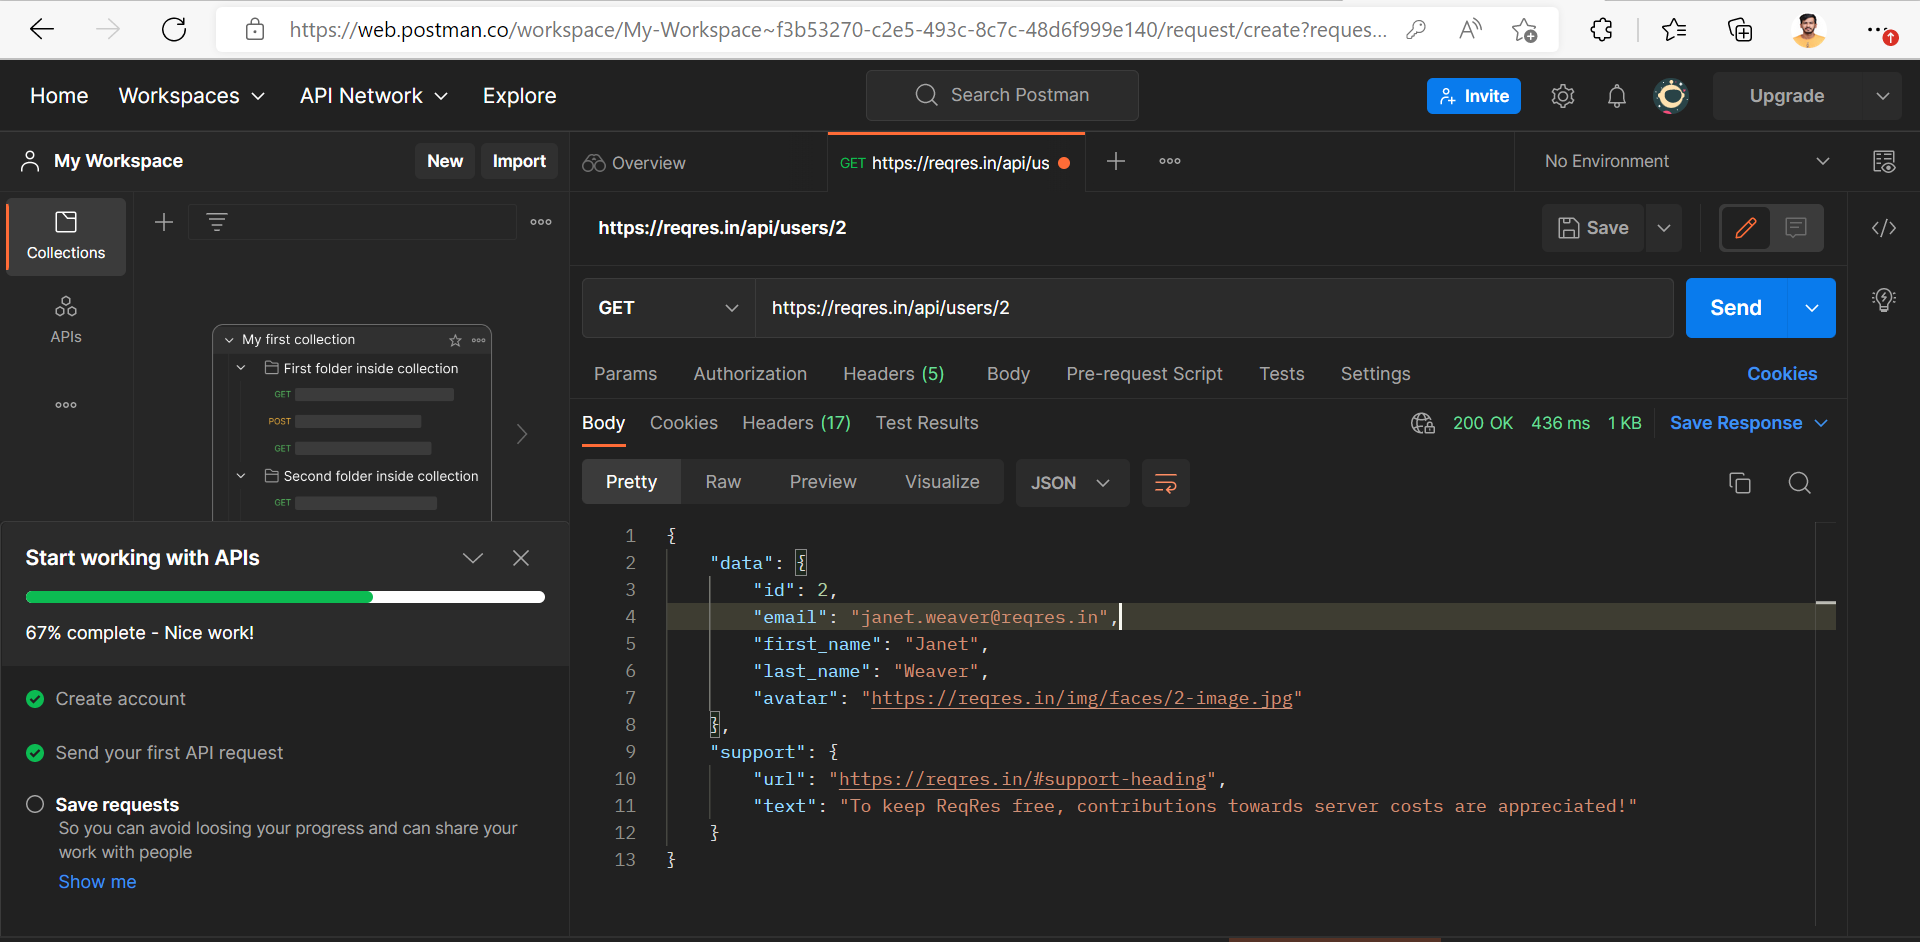 https://web.postman.co/workspace/My-Workspace~f3b53270-c2e5-493c-8c7c-48d6f999e140/request/create?reques...
Home Workspaces API Network Explore Search Postman Invite Upgrade
My Workspace New Import Overview GET https://reqres.in/api/us No Environment
Collections
APIs
My first collection
First folder inside collection
GET
POST
GET
Second folder inside collection
GET
Start working with APIs
67% complete - Nice work!
Create account
Send your first API request
Save requests
So you can avoid loosing your progress and can share your
work with people
Show me
https://reqres.in/api/users/2 Save
GET https://reqres.in/api/users/2 Send
Params Authorization Headers (5) Body Pre-request Script Tests Settings Cookies
Body Cookies Headers (17) Test Results 200 OK 436 ms 1 KB Save Response
Pretty Raw Preview Visualize JSON
1 {
2 "data": {
3 "id": 2,
4 "email": "janet.weaver@reqres.in",
5 "first_name": "Janet",
6 "last_name": "Weaver",
7 "avatar": "https://reqres.in/img/faces/2-image.jpg"
8 },
9 "support": {
10 "url": "https://reqres.in/#support-heading",
11 "text": "To keep ReqRes free, contributions towards server costs are appreciated!"
12 }
13 }